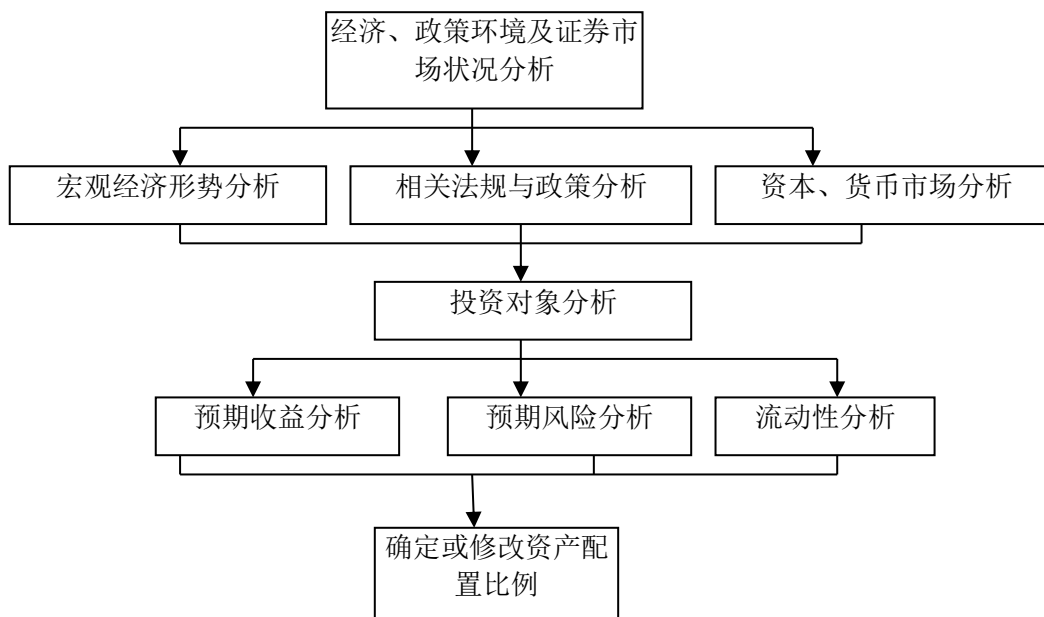 经济、政策环境及证券市
场状况分析
宏观经济形势分析
相关法规与政策分析
资本、货币市场分析
投资对象分析
预期收益分析
预期风险分析
流动性分析
确定或修改资产配
置比例